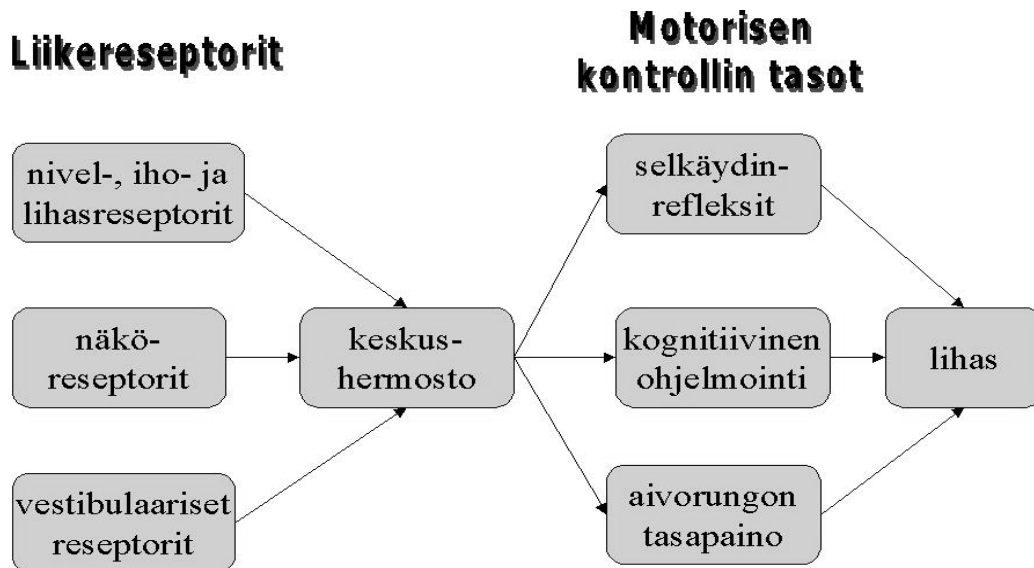 Liikereseptorit
Motorisen
kontrollin tasot
nivel-, iho- ja
lihasreseptorit
näkö-
reseptorit
vestibulaariset
reseptorit
keskus-
hermosto
selkäydin-
refleksit
kognitiivinen
ohjelmointi
aivorungon
tasapaino
lihas